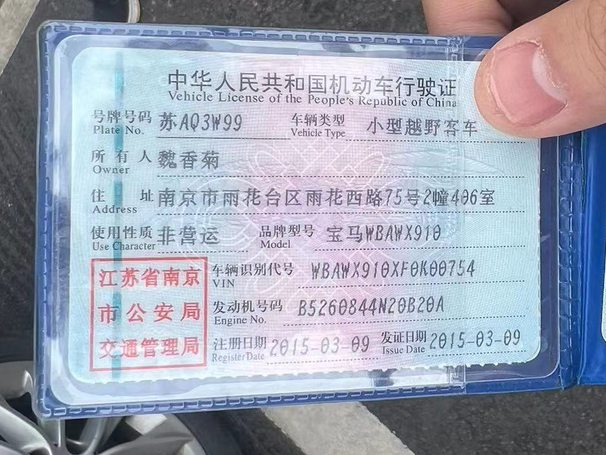 中华人民共和国机动车行驶证
Vehicle License of the People's Republic of China
号牌号码 苏AQ3W99 车辆类型 小型越野客车
Plate No. Vehicle Type
所有人 魏香菊
Owner
住址 南京市雨花台区雨花西路75号2幢406室
Address
使用性质 非营运 品牌型号 宝马WBAWX910
Use Character Model
江苏省南京
市公安局
交通管理局
车辆识别代号 WBAWX910XF0K00754
VIN
发动机号码 B5260844N20B20A
Engine No.
注册日期 2015-03-09 发证日期 2015-03-09
Register Date Issue Date